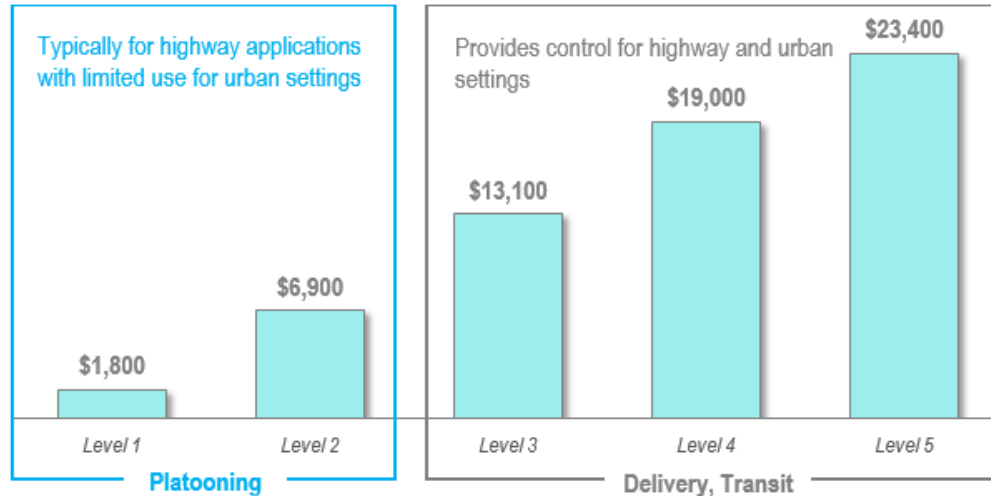 Typically for highway applications
with limited use for urban settings
Provides control for highway and urban
settings
$1,800
$6,900
$13,100
$19,000
$23,400
Level 1
Level 2
Level 3
Level 4
Level 5
Platooning
Delivery, Transit